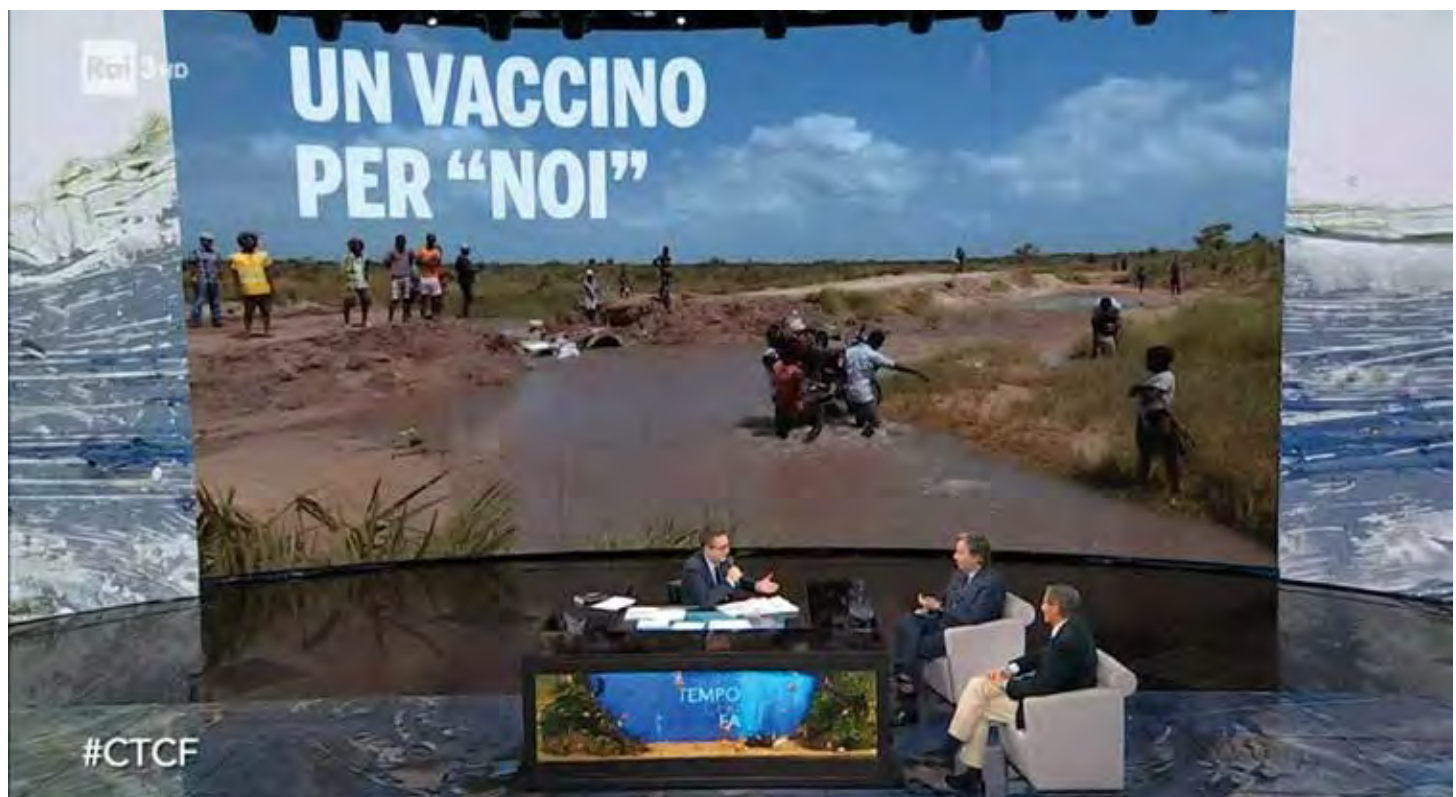 Rai 3 HD
UN VACCINO
PER “NOI”
TEMPO
FA
#CTCF